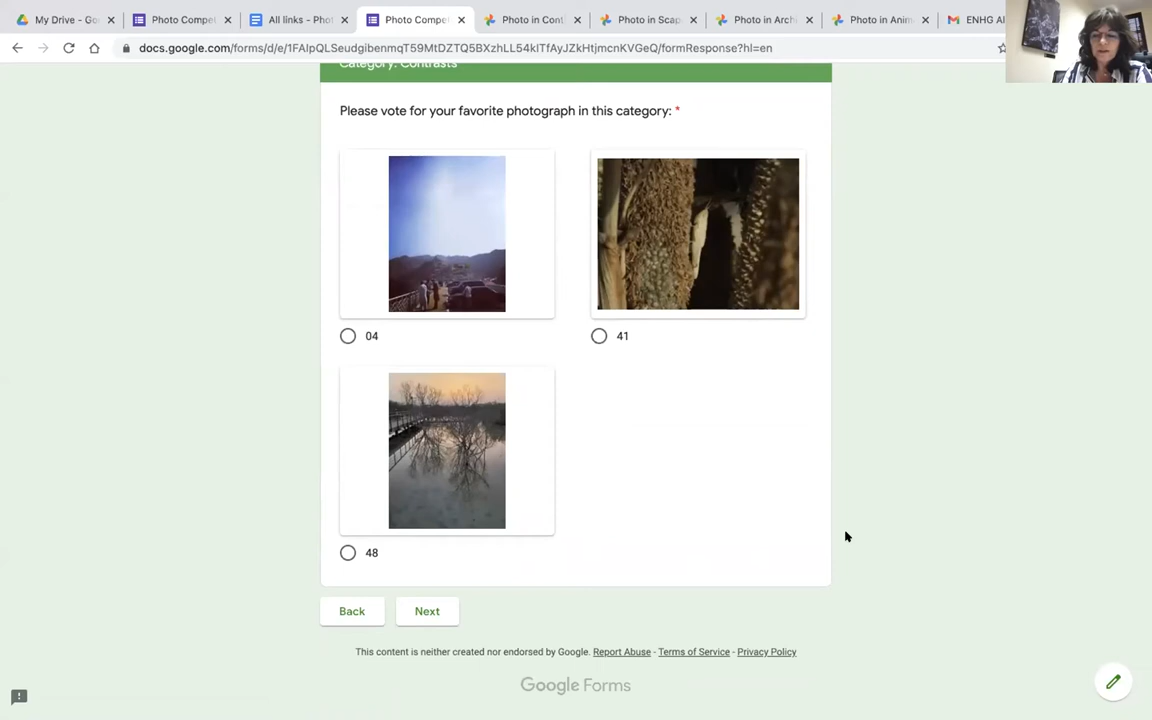 My Drive - Go
Photo Compe
All links - Phot
Photo Compe
Photo in Cont
Photo in Scap
Photo in Arch
Photo in Anim
ENHG Al
docs.google.com/forms/d/e/1FAIpQLSeudgibenmqT59MtDZTQ5BXzhLL54klTfAyJZkHtjmcnKVGeQ/formResponse?hl=en
Category: Contrasts
Please vote for your favorite photograph in this category: *
04
41
48
Back
Next
This content is neither created nor endorsed by Google. Report Abuse - Terms of Service - Privacy Policy
Google Forms